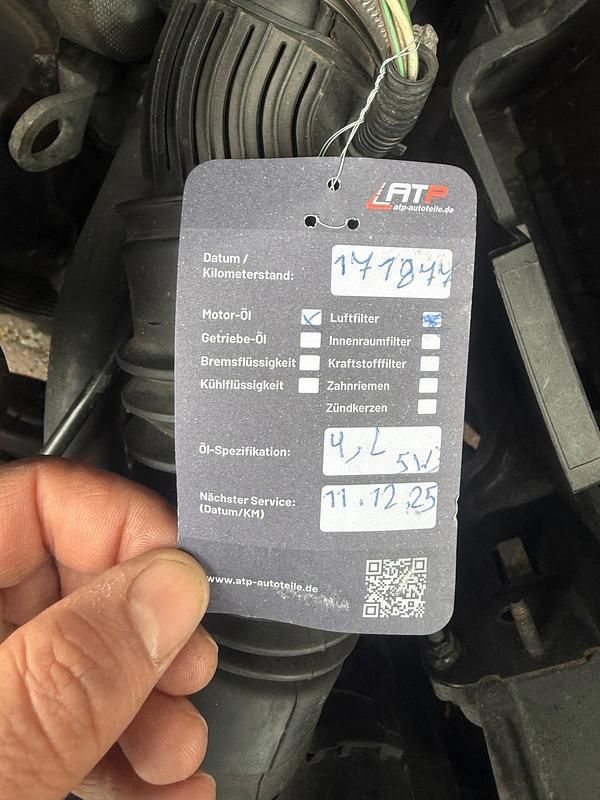 ATP
atp-autoteile.de
Datum /
Kilometerstand:
171877
Motor-Öl
Luftfilter
Getriebe-Öl
Innenraumfilter
Bremsflüssigkeit
Kraftstofffilter
Kühlflüssigkeit
Zahnriemen
Zündkerzen
Öl-Spezifikation:
4,L
5W
Nächster Service:
(Datum/KM)
11.12.25
www.atp-autoteile.de